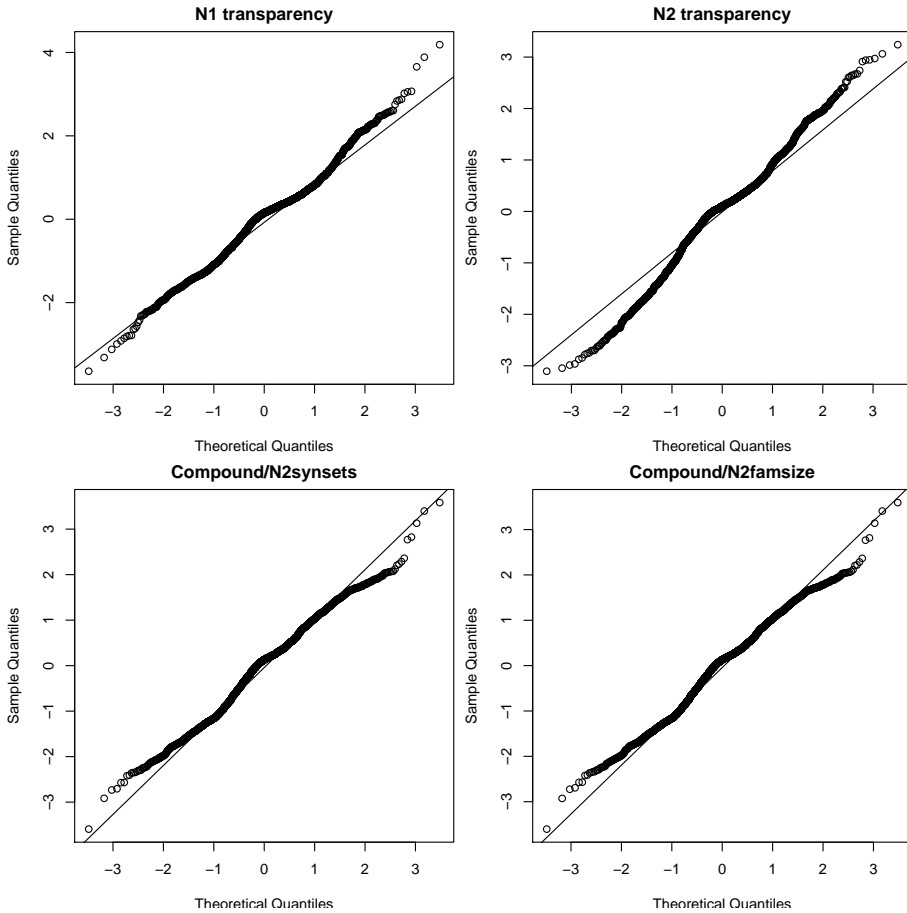 N1 transparency
Sample Quantiles
4
2
0
−2
−3 −2 −1 0 1 2 3
Theoretical Quantiles
N2 transparency
Sample Quantiles
3
2
1
0
−1
−2
−3
−3 −2 −1 0 1 2 3
Theoretical Quantiles
Compound/N2synsets
Sample Quantiles
3
2
1
0
−1
−2
−3
−3 −2 −1 0 1 2 3
Theoretical Quantiles
Compound/N2famsize
Sample Quantiles
3
2
1
0
−1
−2
−3
−3 −2 −1 0 1 2 3
Theoretical Quantiles